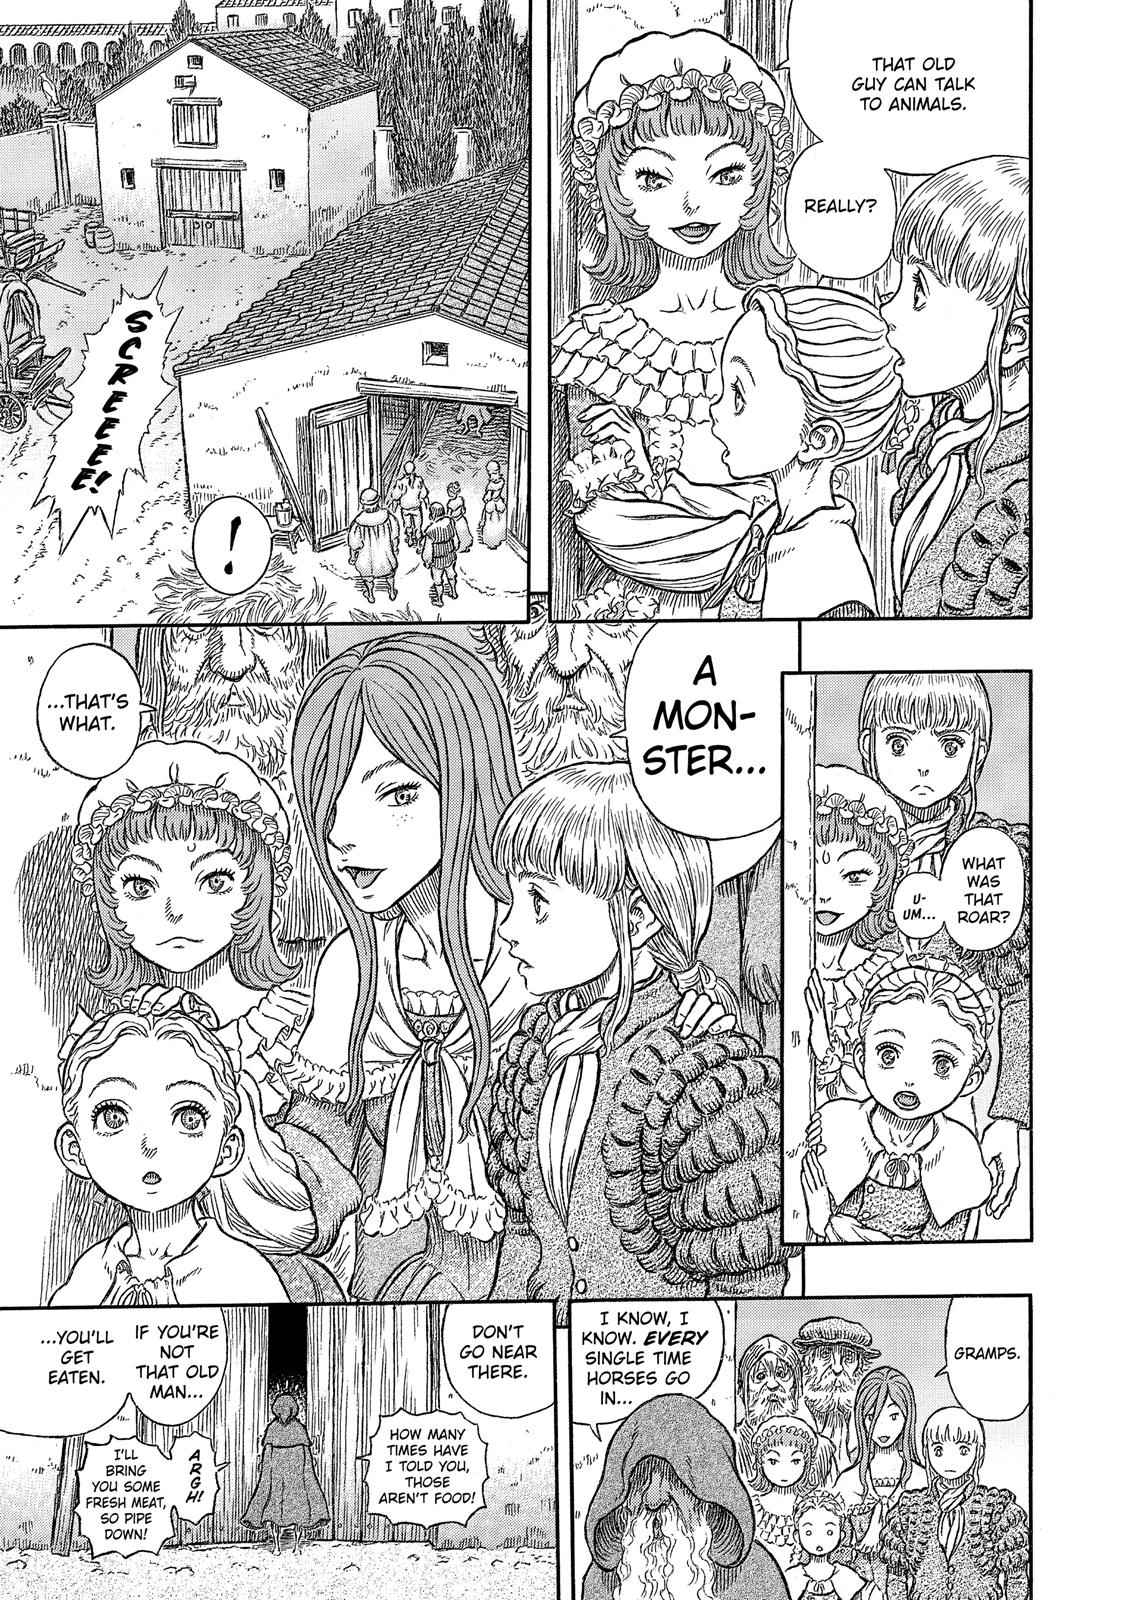 THAT OLD
GUY CAN TALK
TO ANIMALS.
REALLY?
SCREEEE!
!
WHAT
WAS
THAT
ROAR?
U-
UM...
A
MON-
STER...
...THAT'S
WHAT.
GRAMPS.
I KNOW, I
KNOW. EVERY
SINGLE TIME
HORSES GO
IN...
DON'T
GO NEAR
THERE.
HOW MANY
TIMES HAVE
I TOLD YOU,
THOSE
AREN'T FOOD!
IF YOU'RE
NOT
THAT OLD
MAN...
ARGH!
...YOU'LL
GET
EATEN.
I'LL
BRING
YOU SOME
FRESH MEAT,
SO PIPE
DOWN!